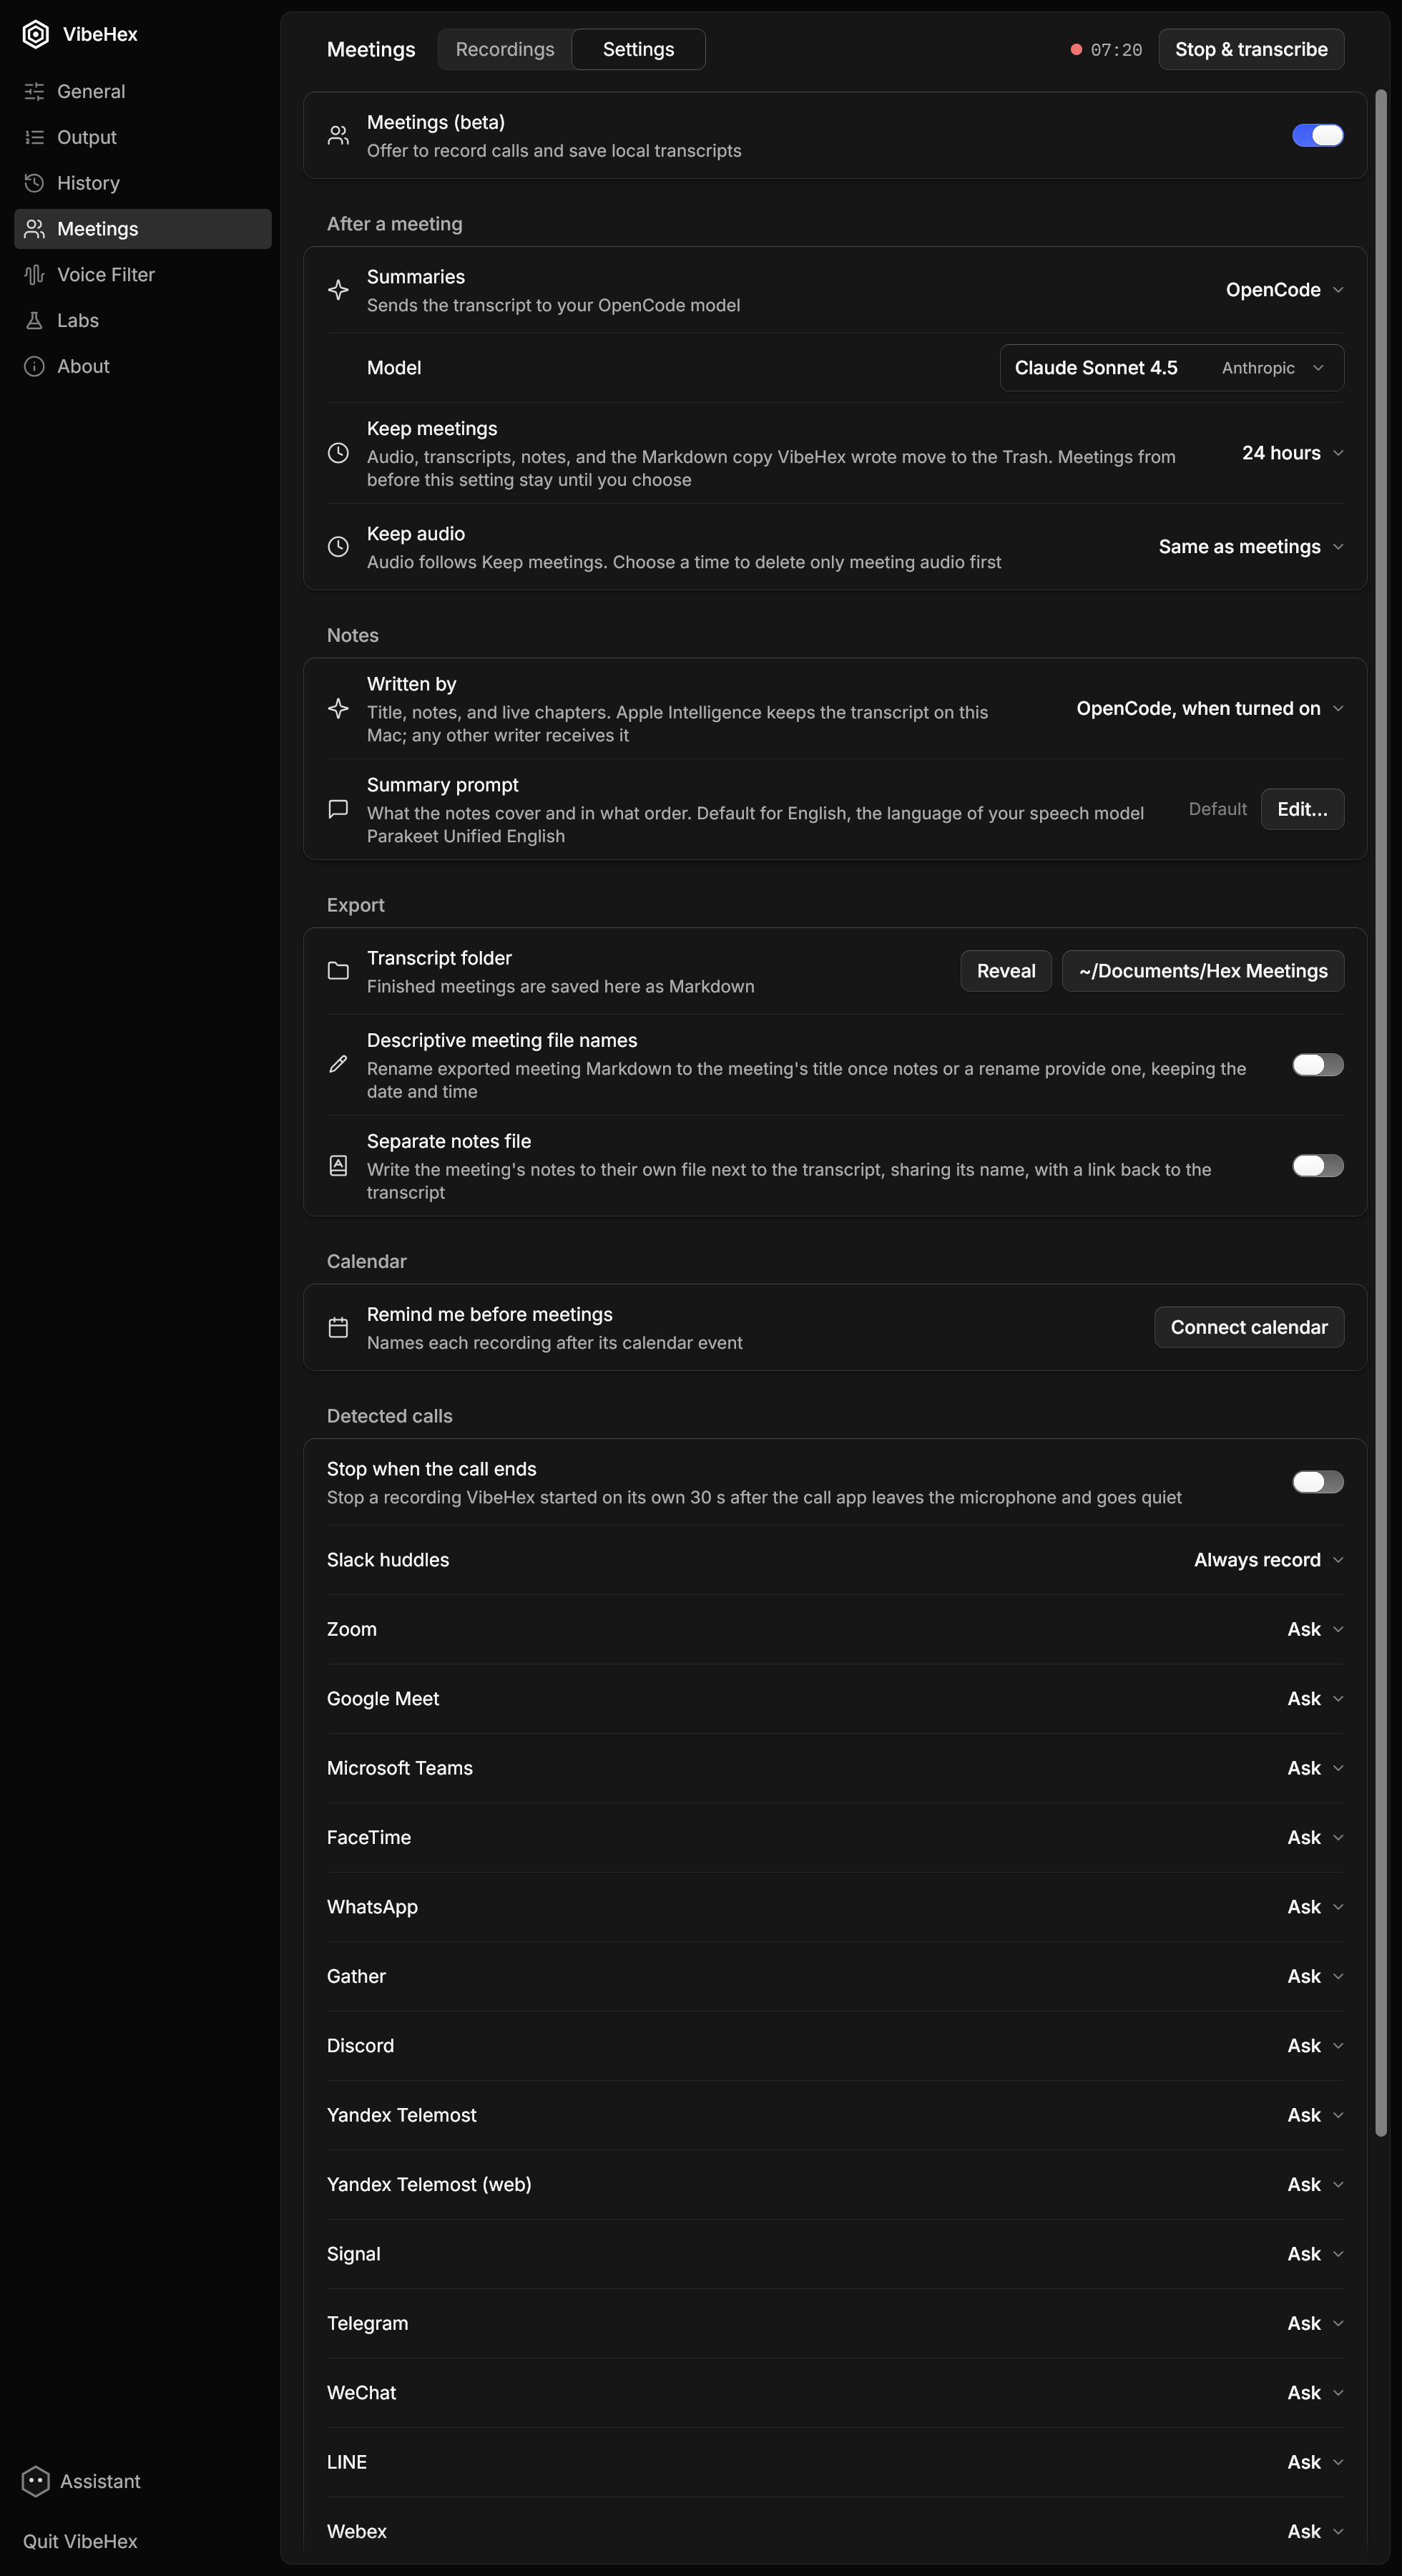 VibeHex
General
Output
History
Meetings
Voice Filter
Labs
About
Assistant
Quit VibeHex
Meetings
Recordings
Settings
07:20
Stop & transcribe
Meetings (beta)
Offer to record calls and save local transcripts
After a meeting
Summaries
Sends the transcript to your OpenCode model
OpenCode
Model
Claude Sonnet 4.5
Anthropic
Keep meetings
Audio, transcripts, notes, and the Markdown copy VibeHex wrote move to the Trash. Meetings from
before this setting stay until you choose
24 hours
Keep audio
Audio follows Keep meetings. Choose a time to delete only meeting audio first
Same as meetings
Notes
Written by
Title, notes, and live chapters. Apple Intelligence keeps the transcript on this
Mac; any other writer receives it
OpenCode, when turned on
Summary prompt
What the notes cover and in what order. Default for English, the language of your speech model
Parakeet Unified English
Default
Edit...
Export
Transcript folder
Finished meetings are saved here as Markdown
Reveal
~/Documents/Hex Meetings
Descriptive meeting file names
Rename exported meeting Markdown to the meeting's title once notes or a rename provide one, keeping the
date and time
Separate notes file
Write the meeting's notes to their own file next to the transcript, sharing its name, with a link back to the
transcript
Calendar
Remind me before meetings
Names each recording after its calendar event
Connect calendar
Detected calls
Stop when the call ends
Stop a recording VibeHex started on its own 30 s after the call app leaves the microphone and goes quiet
Slack huddles
Always record
Zoom
Ask
Google Meet
Ask
Microsoft Teams
Ask
FaceTime
Ask
WhatsApp
Ask
Gather
Ask
Discord
Ask
Yandex Telemost
Ask
Yandex Telemost (web)
Ask
Signal
Ask
Telegram
Ask
WeChat
Ask
LINE
Ask
Webex
Ask